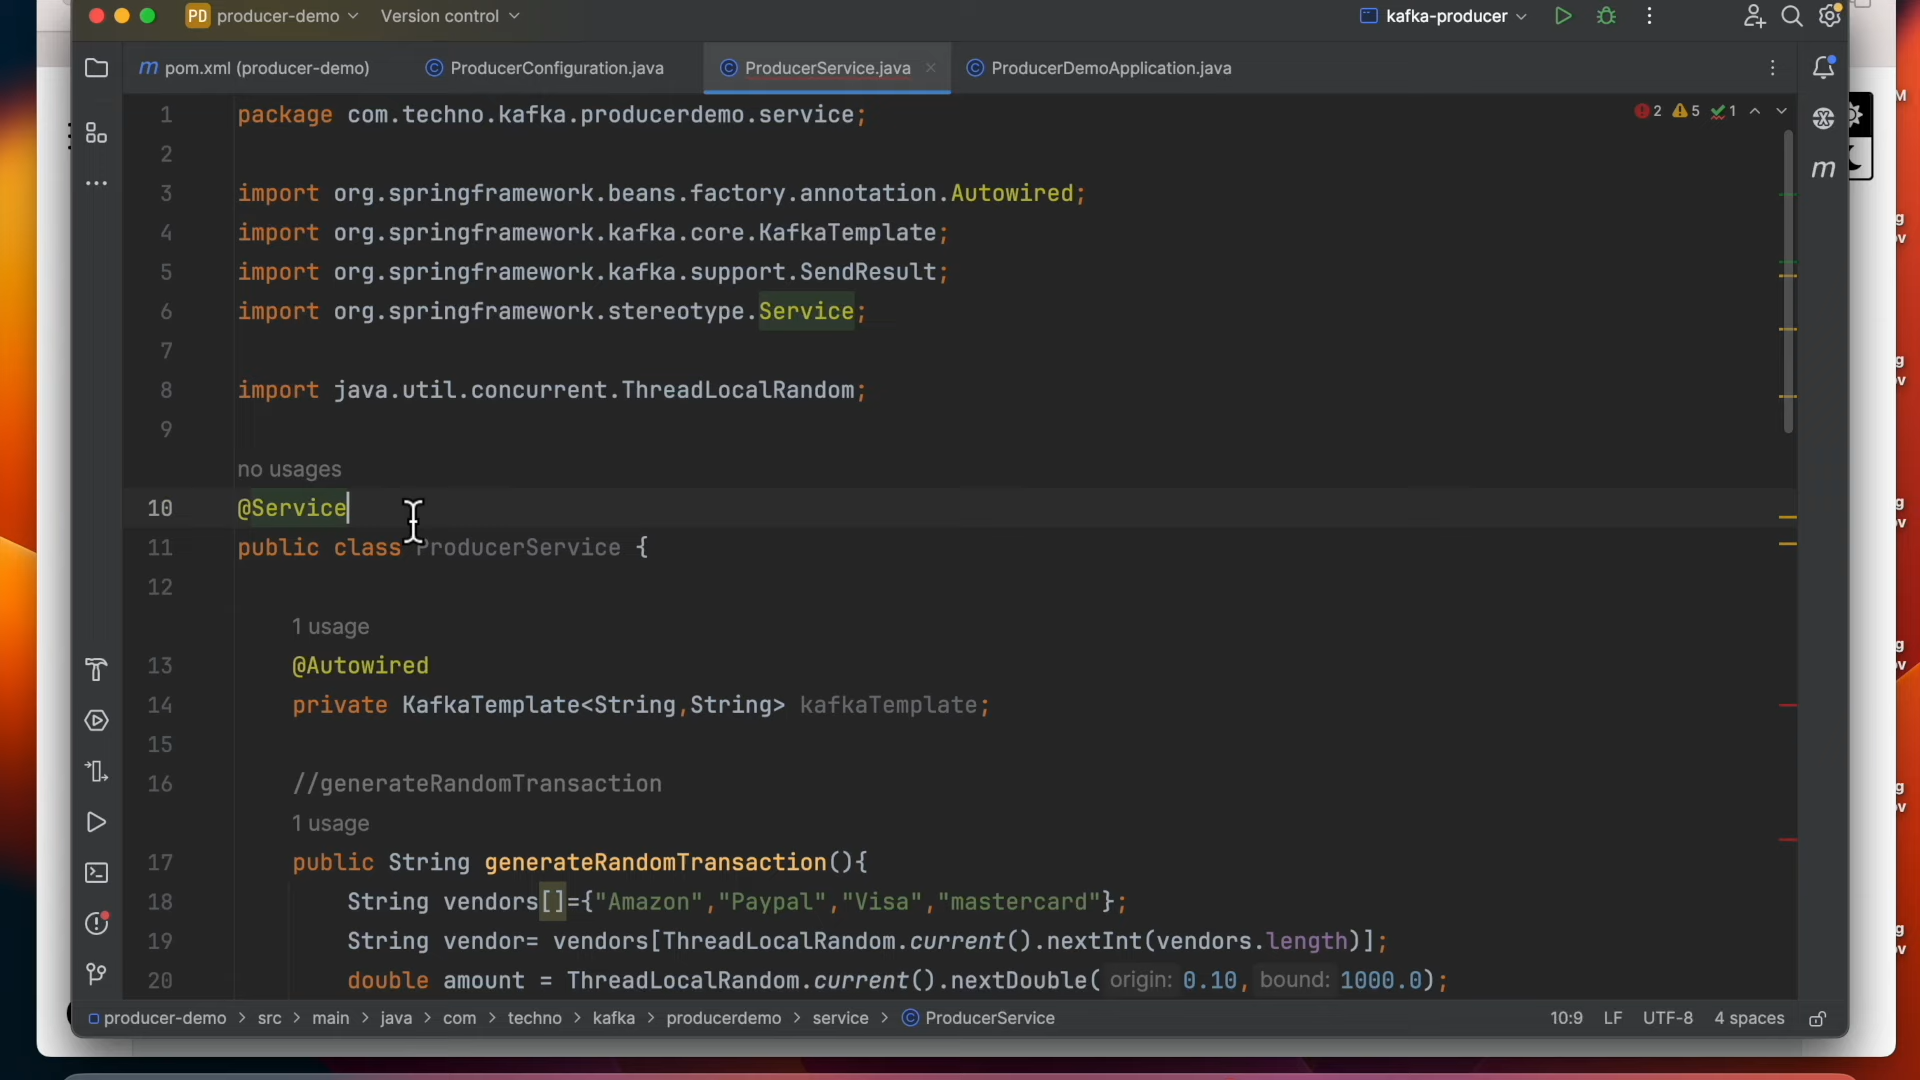 PD producer-demo Version control kafka-producer
m pom.xml (producer-demo) ProducerConfiguration.java ProducerService.java ProducerDemoApplication.java
1 package com.techno.kafka.producerdemo.service; 2 5 1
2
3 import org.springframework.beans.factory.annotation.Autowired;
4 import org.springframework.kafka.core.KafkaTemplate;
5 import org.springframework.kafka.support.SendResult;
6 import org.springframework.stereotype.Service;
7
8 import java.util.concurrent.ThreadLocalRandom;
9
no usages
10 @Service
11 public class ProducerService {
12
1 usage
13 @Autowired
14 private KafkaTemplate<String,String> kafkaTemplate;
15
16 //generateRandomTransaction
1 usage
17 public String generateRandomTransaction(){
18 String vendors[]={"Amazon","Paypal","Visa","mastercard"};
19 String vendor= vendors[ThreadLocalRandom.current().nextInt(vendors.length)];
20 double amount = ThreadLocalRandom.current().nextDouble( origin: 0.10, bound: 1000.0);
producer-demo > src > main > java > com > techno > kafka > producerdemo > service > ProducerService 10:9 LF UTF-8 4 spaces